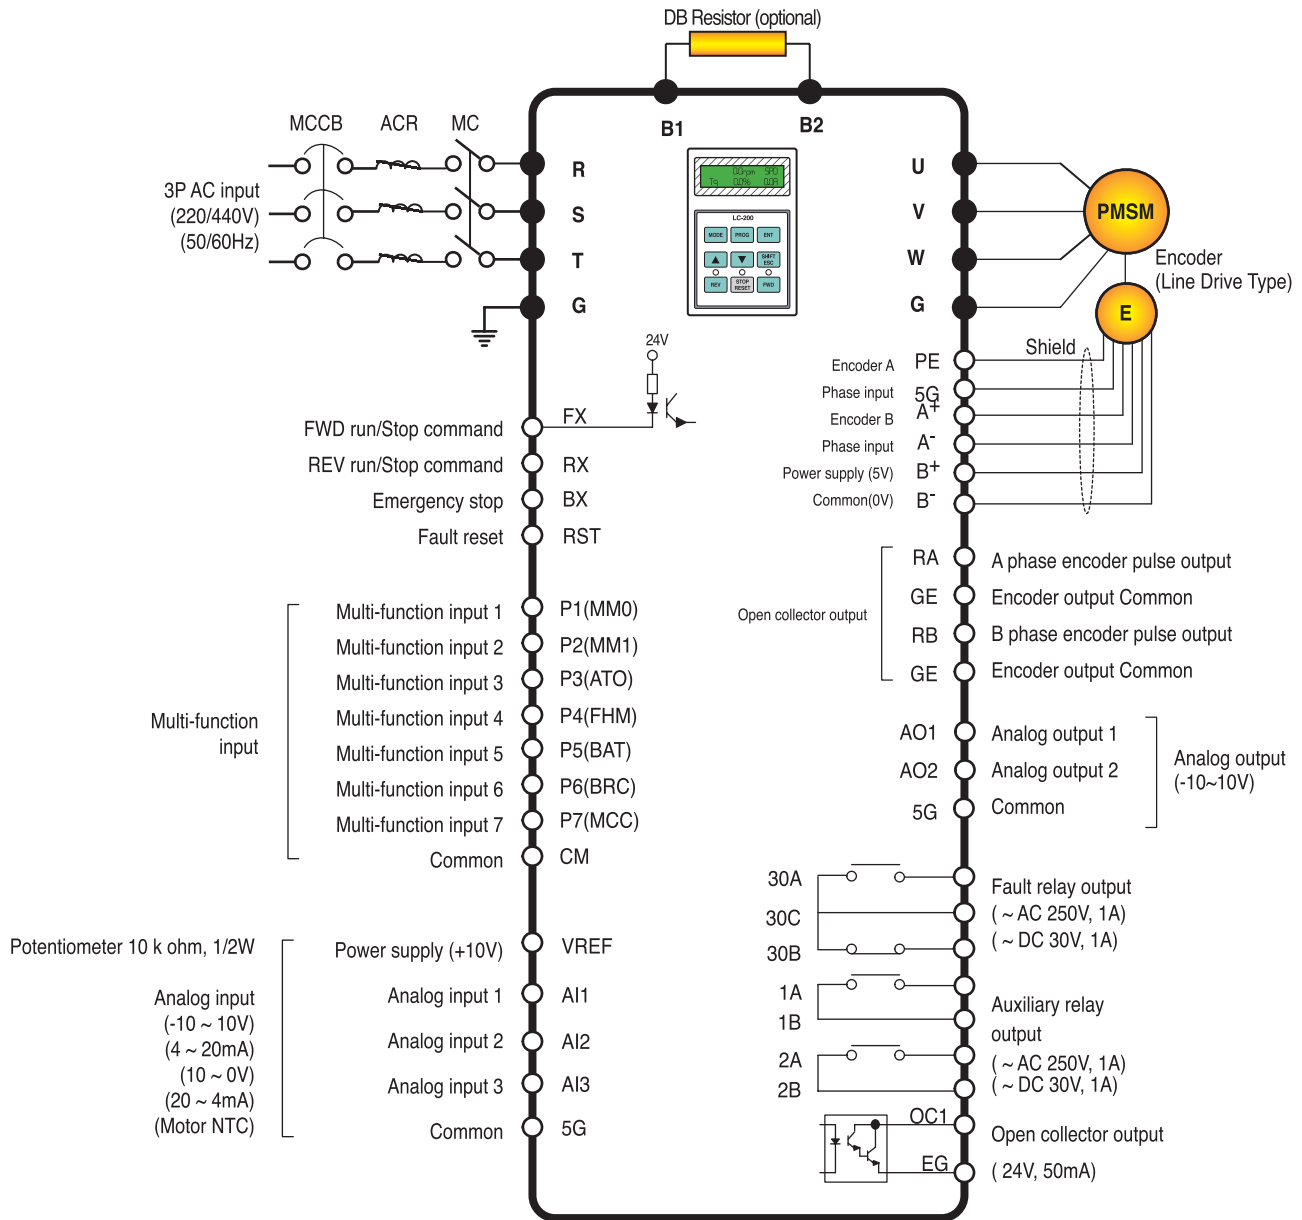 DB Resistor (optional)
B1
B2
MCCB
ACR
MC
3P AC input
(220/440V)
(50/60Hz)
R
S
T
G
0.0rpm SPD
Tq 0.0% 0.0A
LC-200
MODE
PROG
ENT
▲
▼
SHIFT
ESC
REV
STOP
RESET
FWD
U
V
W
G
PMSM
Encoder
(Line Drive Type)
E
Shield
24V
Encoder A
PE
Phase input
5G
Encoder B
A+
Phase input
A-
Power supply (5V)
B+
Common(0V)
B-
FWD run/Stop command
FX
REV run/Stop command
RX
Emergency stop
BX
Fault reset
RST
Open collector output
RA
A phase encoder pulse output
GE
Encoder output Common
RB
B phase encoder pulse output
GE
Encoder output Common
Multi-function
input
Multi-function input 1
P1(MM0)
Multi-function input 2
P2(MM1)
Multi-function input 3
P3(ATO)
Multi-function input 4
P4(FHM)
Multi-function input 5
P5(BAT)
Multi-function input 6
P6(BRC)
Multi-function input 7
P7(MCC)
Common
CM
AO1
Analog output 1
AO2
Analog output 2
5G
Common
Analog output
(-10~10V)
30A
30C
30B
Fault relay output
( ~ AC 250V, 1A)
( ~ DC 30V, 1A)
1A
1B
2A
2B
Auxiliary relay
output
( ~ AC 250V, 1A)
( ~ DC 30V, 1A)
Potentiometer 10 k ohm, 1/2W
Power supply (+10V)
VREF
Analog input
(-10 ~ 10V)
(4 ~ 20mA)
(10 ~ 0V)
(20 ~ 4mA)
(Motor NTC)
Analog input 1
AI1
Analog input 2
AI2
Analog input 3
AI3
Common
5G
OC1
EG
Open collector output
( 24V, 50mA)